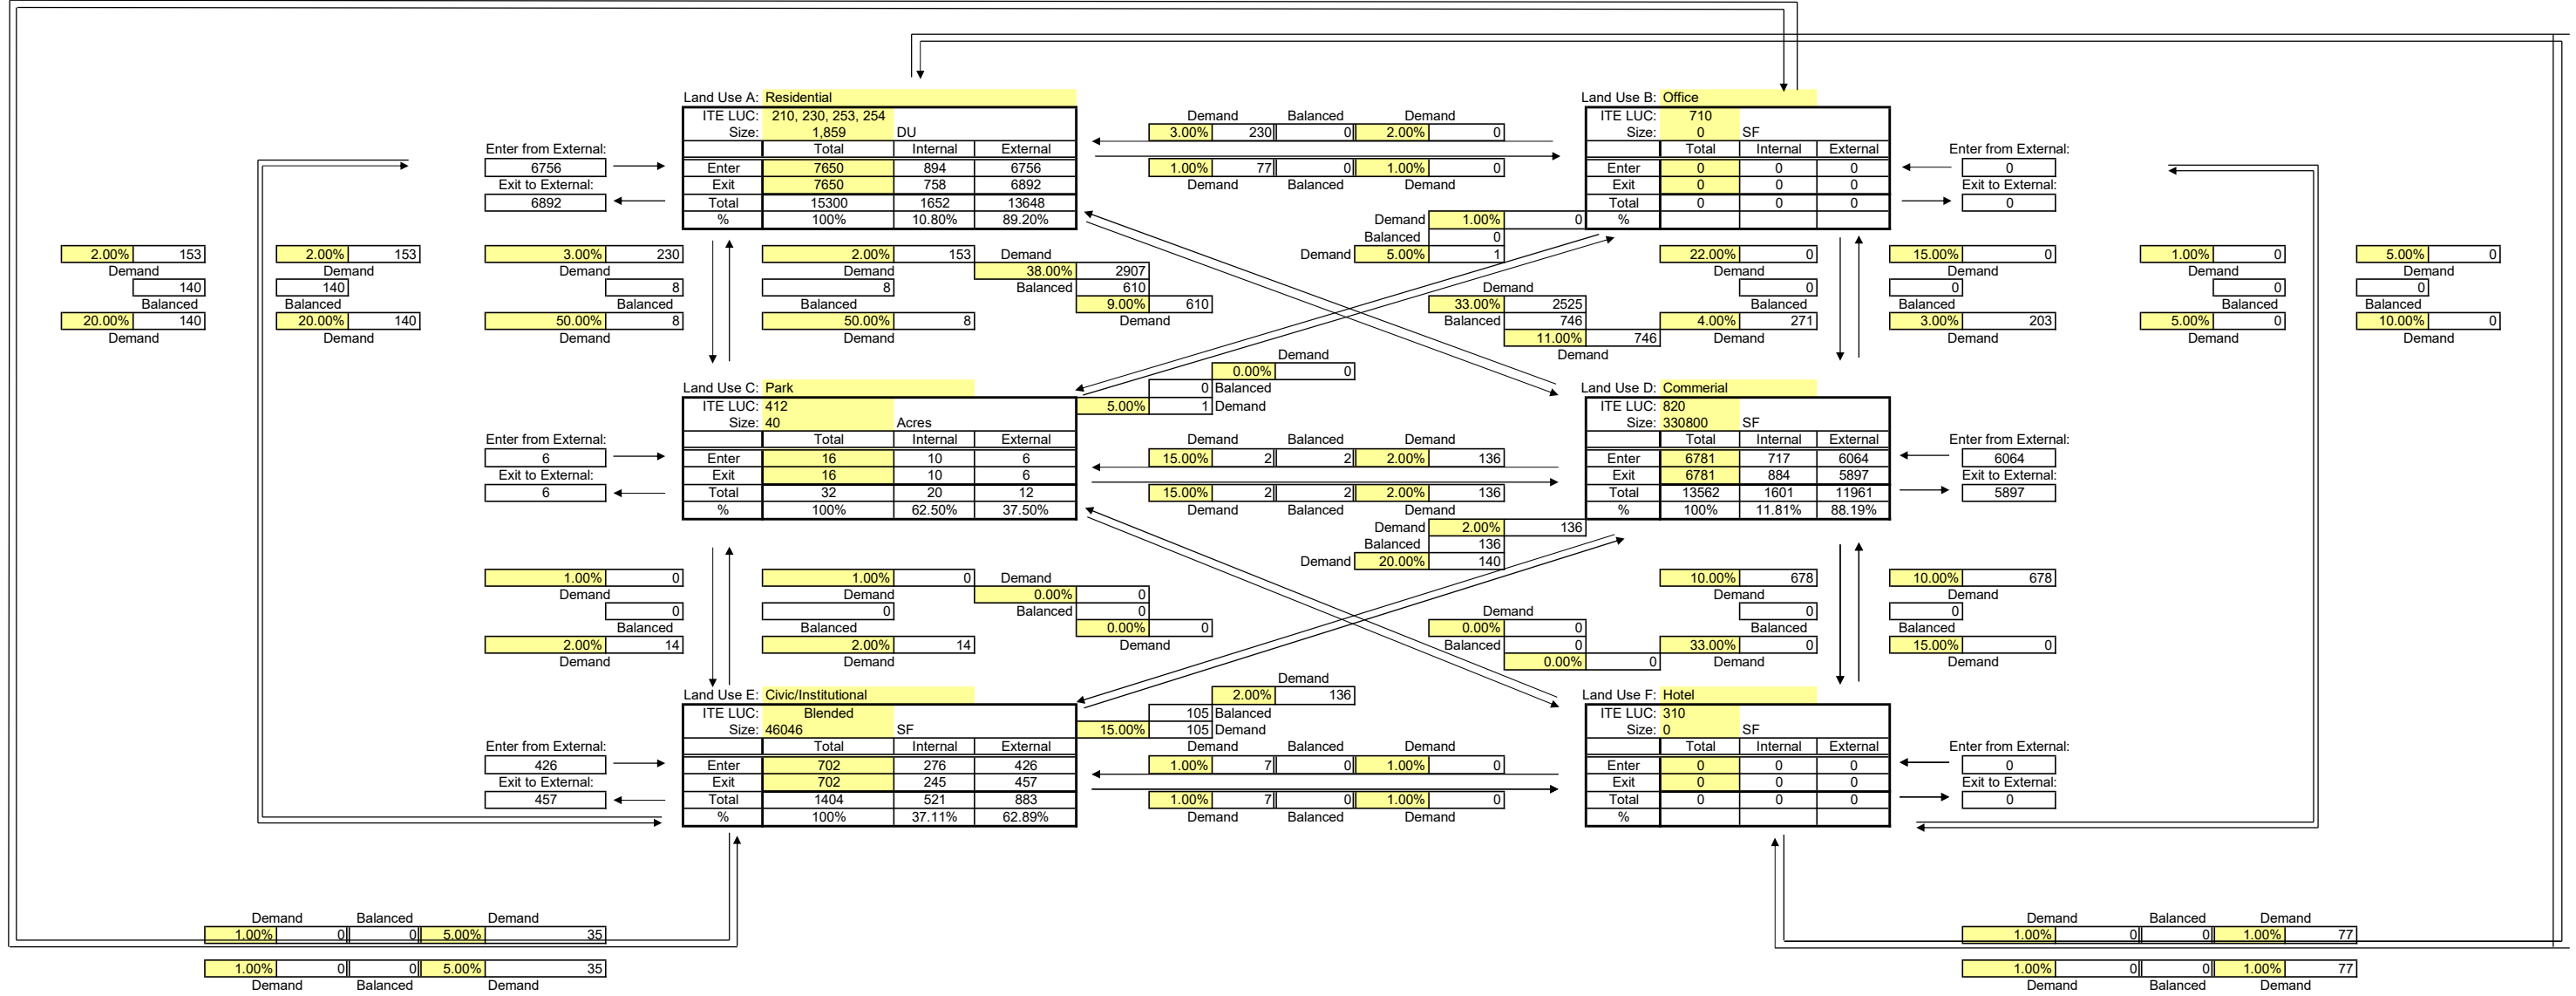 Land Use A: Residential
ITE LUC: 210, 230, 253, 254
Size: 1,859 DU
Total Internal External
Enter 7650 894 6756
Exit 7650 758 6892
Total 15300 1652 13648
% 100% 10.80% 89.20%
Enter from External:
6756
Exit to External:
6892
Demand Balanced Demand
3.00% 230 0 2.00% 0
1.00% 77 0 1.00% 0
Demand Balanced Demand
Land Use B: Office
ITE LUC: 710
Size: 0 SF
Total Internal External
Enter 0 0 0
Exit 0 0 0
Total 0 0 0
%
Enter from External:
0
Exit to External:
0
2.00% 153
Demand
140
Balanced
20.00% 140
Demand
2.00% 153
Demand
140
Balanced
20.00% 140
Demand
3.00% 230
Demand
8
Balanced
50.00% 8
Demand
2.00% 153
Demand
8
Balanced
50.00% 8
Demand
Demand
38.00% 2907
Balanced 610
9.00% 610
Demand
Demand 1.00% 0
Balanced 0
Demand 5.00% 1
Demand
33.00% 2525
Balanced 746
11.00% 746
Demand
22.00% 0
Demand
0
Balanced
4.00% 271
Demand
15.00% 0
Demand
0
Balanced
3.00% 203
Demand
1.00% 0
Demand
0
Balanced
5.00% 0
Demand
5.00% 0
Demand
0
Balanced
10.00% 0
Demand
Demand
0.00% 0
0 Balanced
5.00% 1 Demand
Land Use C: Park
ITE LUC: 412
Size: 40 Acres
Total Internal External
Enter 16 10 6
Exit 16 10 6
Total 32 20 12
% 100% 62.50% 37.50%
Enter from External:
6
Exit to External:
6
Demand Balanced Demand
15.00% 2 2 2.00% 136
15.00% 2 2 2.00% 136
Demand Balanced Demand
Land Use D: Commerial
ITE LUC: 820
Size: 330800 SF
Total Internal External
Enter 6781 717 6064
Exit 6781 884 5897
Total 13562 1601 11961
% 100% 11.81% 88.19%
Enter from External:
6064
Exit to External:
5897
Demand 2.00% 136
Balanced 136
Demand 20.00% 140
1.00% 0
Demand
0
Balanced
2.00% 14
Demand
1.00% 0
Demand
0
Balanced
2.00% 14
Demand
Demand
0.00% 0
Balanced 0
0.00% 0
Demand
Demand
0.00% 0
Balanced 0
0.00% 0
10.00% 678
Demand
0
Balanced
33.00% 0
Demand
10.00% 678
Demand
0
Balanced
15.00% 0
Demand
Demand
2.00% 136
105 Balanced
15.00% 105 Demand
Land Use E: Civic/Institutional
ITE LUC: Blended
Size: 46046 SF
Total Internal External
Enter 702 276 426
Exit 702 245 457
Total 1404 521 883
% 100% 37.11% 62.89%
Enter from External:
426
Exit to External:
457
Demand Balanced Demand
1.00% 7 0 1.00% 0
1.00% 7 0 1.00% 0
Demand Balanced Demand
Land Use F: Hotel
ITE LUC: 310
Size: 0 SF
Total Internal External
Enter 0 0 0
Exit 0 0 0
Total 0 0 0
%
Enter from External:
0
Exit to External:
0
Demand Balanced Demand
1.00% 0 0 5.00% 35
1.00% 0 0 5.00% 35
Demand Balanced Demand
Demand Balanced Demand
1.00% 0 0 1.00% 77
1.00% 0 0 1.00% 77
Demand Balanced Demand